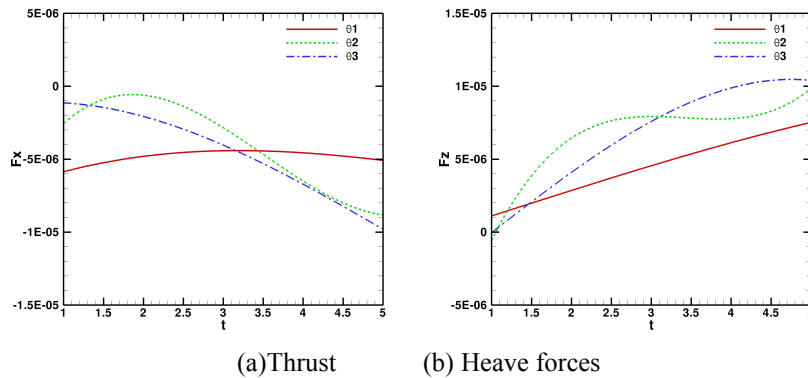 5E-06
0
-5E-06
-1E-05
-1.5E-05
Fx
1 1.5 2 2.5 3 3.5 4 4.5 5
t
θ1
θ2
θ3
1.5E-05
1E-05
5E-06
0
-5E-06
Fz
1 1.5 2 2.5 3 3.5 4 4.5
t
θ1
θ2
θ3
(a)Thrust (b) Heave forces